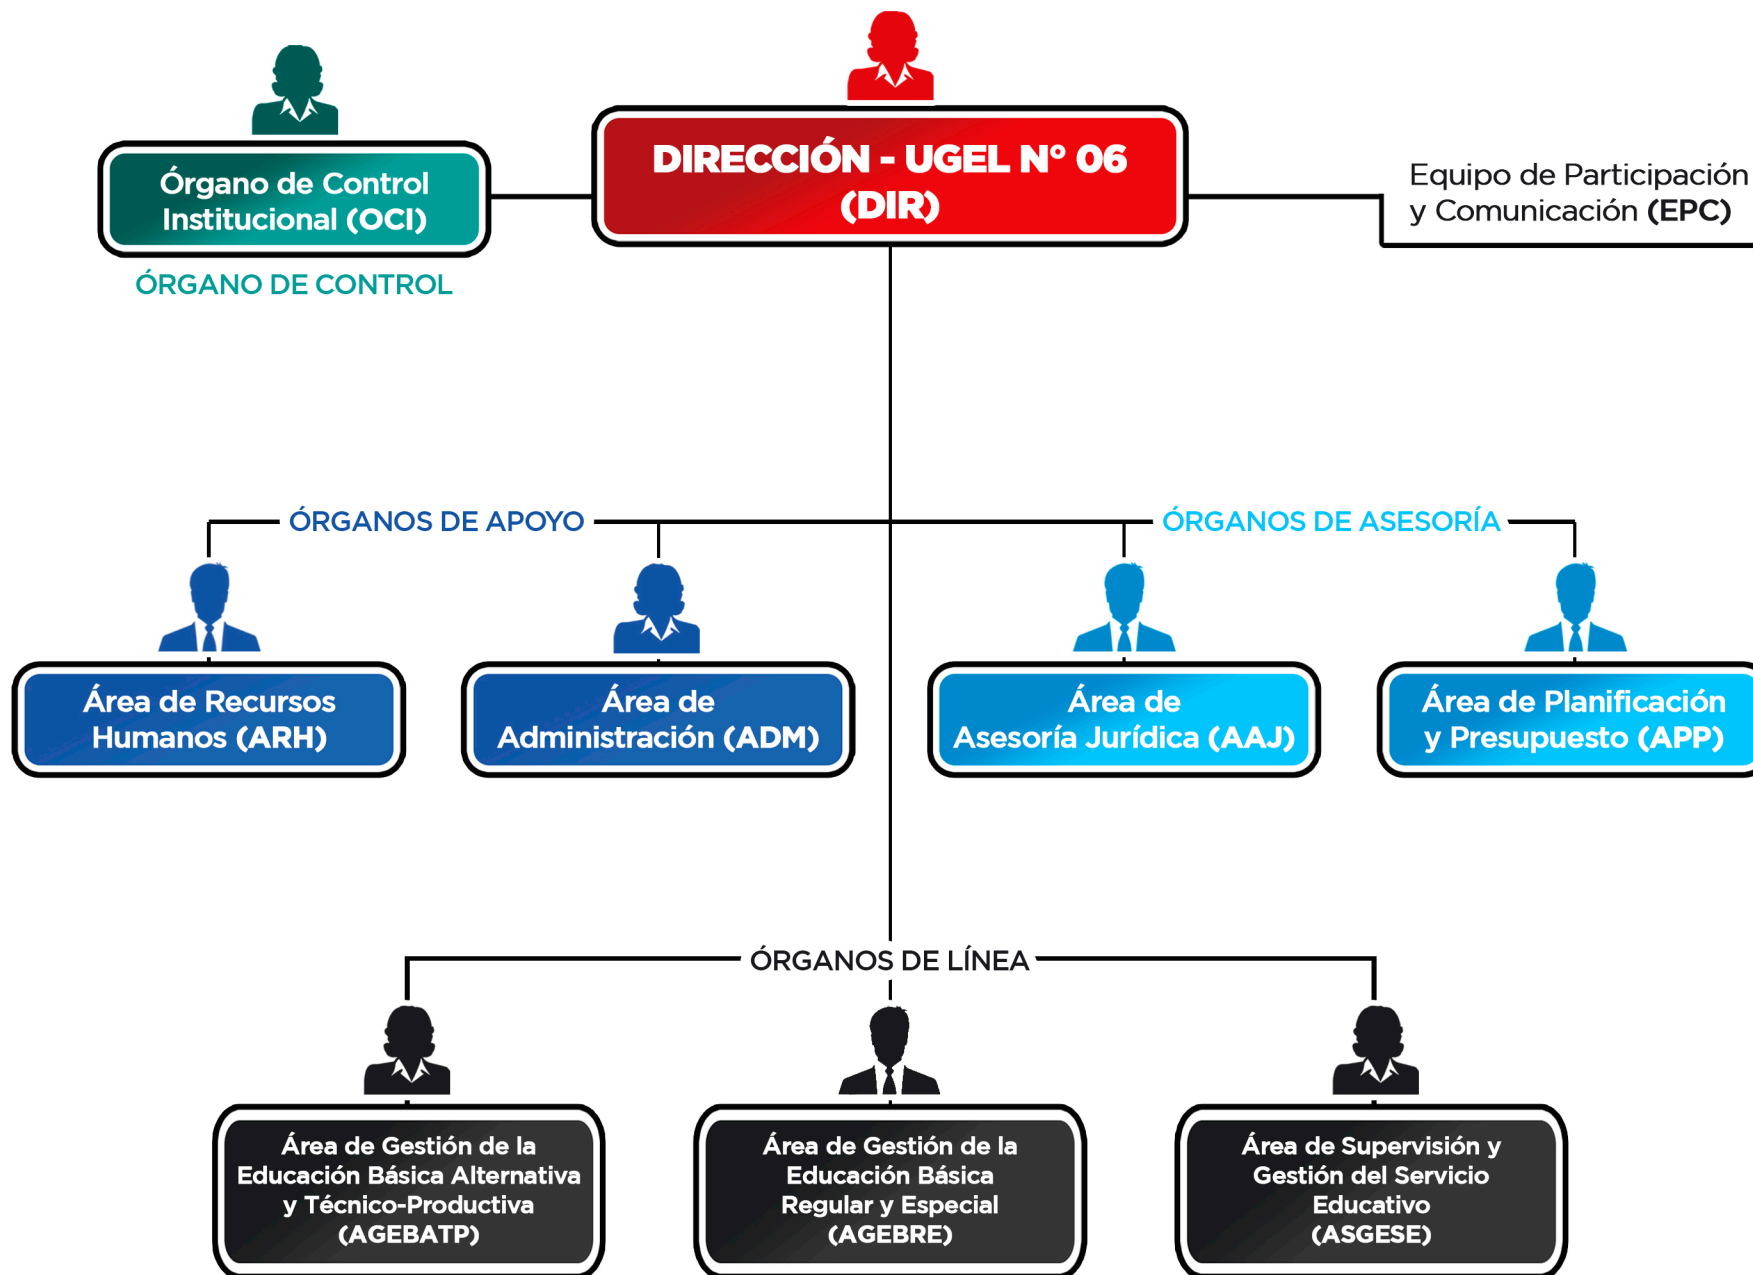 DIRECCIÓN - UGEL N° 06
(DIR)
Órgano de Control
Institucional (OCI)
ÓRGANO DE CONTROL
Equipo de Participación
y Comunicación (EPC)
ÓRGANOS DE APOYO
ÓRGANOS DE ASESORÍA
Área de Recursos
Humanos (ARH)
Área de
Administración (ADM)
Área de
Asesoría Jurídica (AAJ)
Área de Planificación
y Presupuesto (APP)
ÓRGANOS DE LÍNEA
Área de Gestión de la
Educación Básica Alternativa
y Técnico-Productiva
(AGEBATP)
Área de Gestión de la
Educación Básica
Regular y Especial
(AGEBRE)
Área de Supervisión y
Gestión del Servicio
Educativo
(ASGESE)